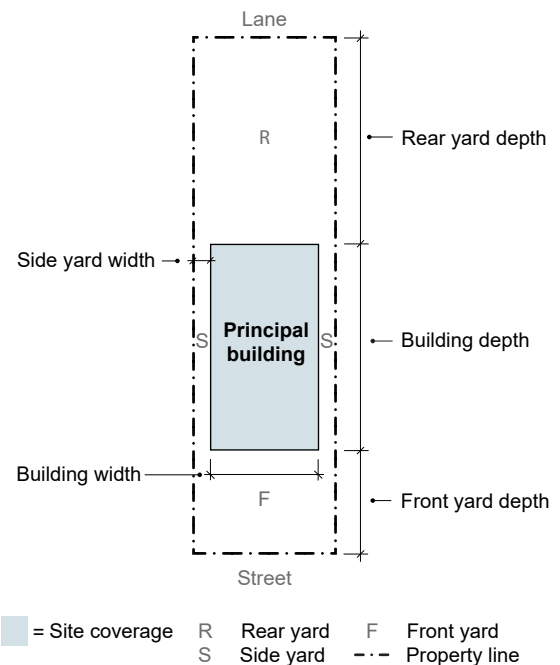 Lane
R
Rear yard depth
Side yard width
S
Principal
building
S
Building depth
Building width
F
Front yard depth
Street
= Site coverage R Rear yard F Front yard
S Side yard Property line